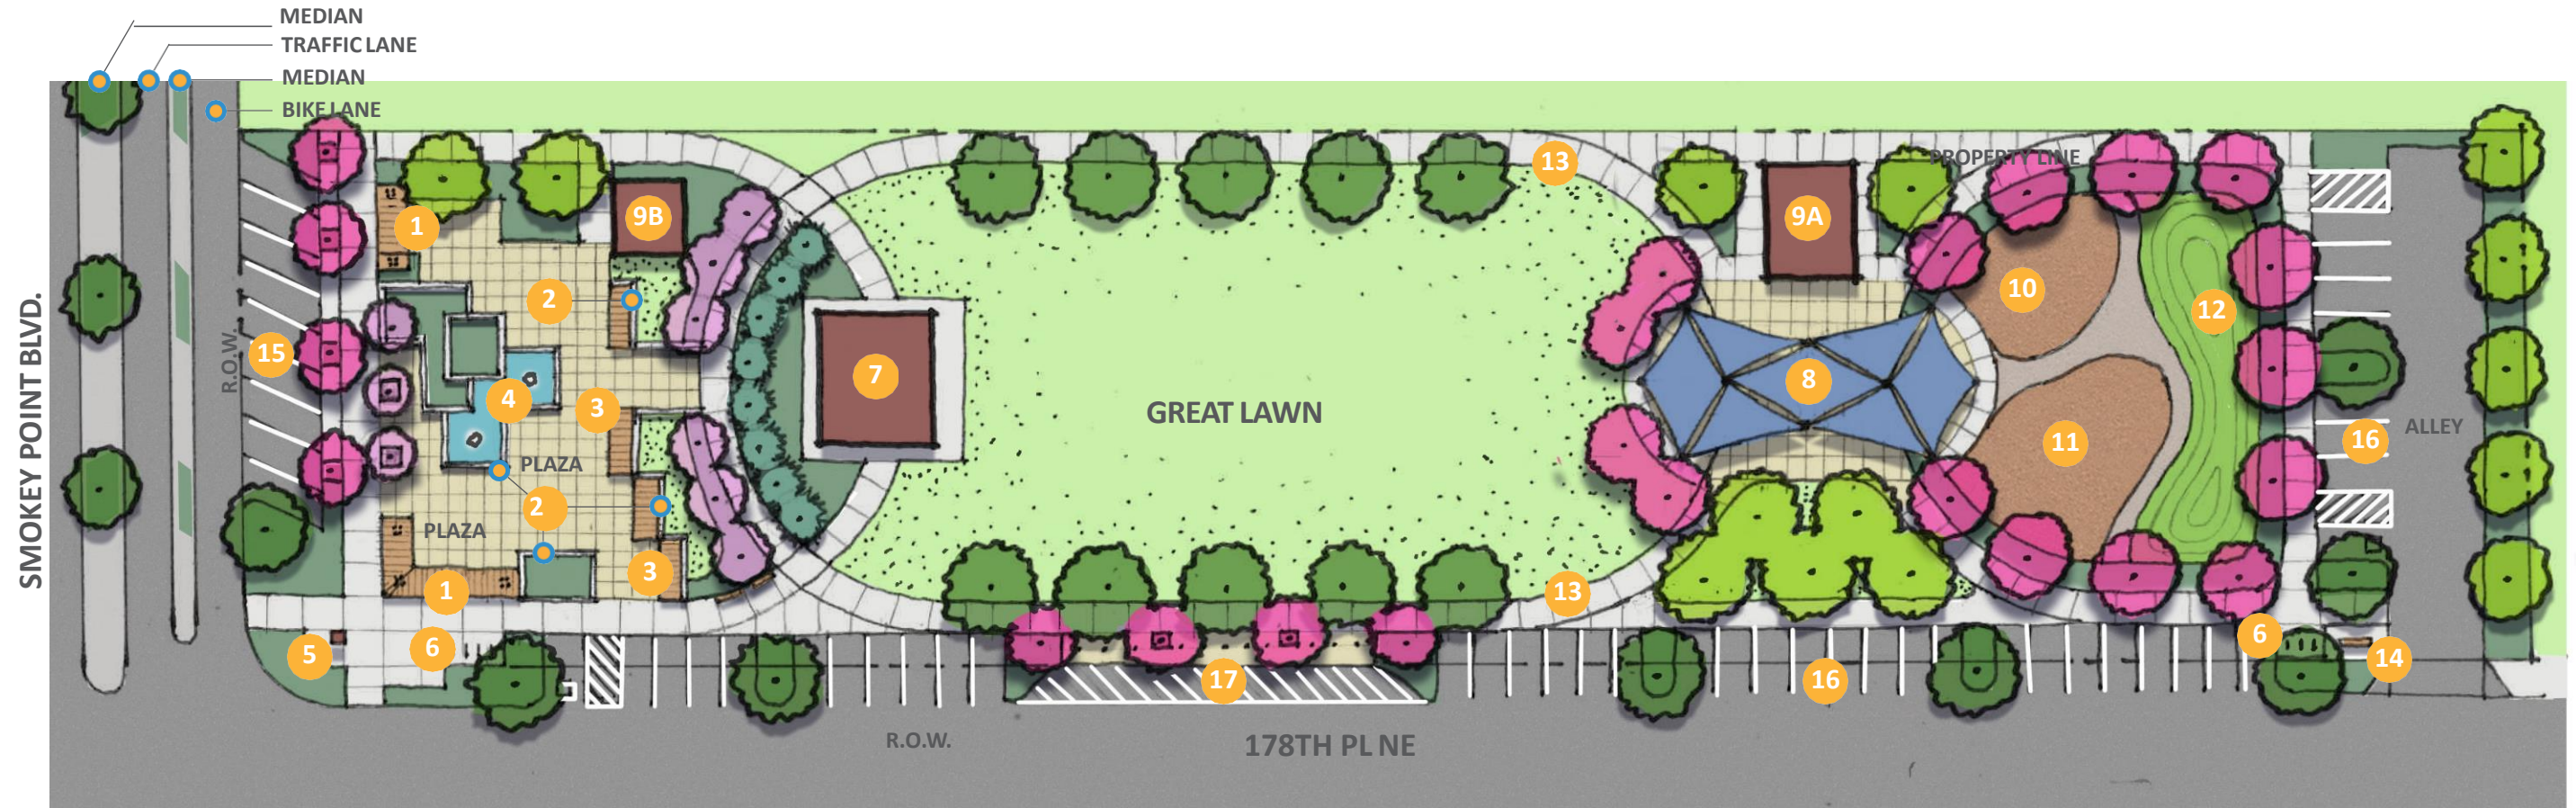 MEDIAN
TRAFFIC LANE
MEDIAN
BIKE LANE
SMOKEY POINT BLVD.
R.O.W.
15
1
9B
2
4
3
PLAZA
2
PLAZA
3
1
5
6
7
GREAT LAWN
13
13
PROPERTY LINE
9A
8
10
12
11
16
ALLEY
6
14
17
16
R.O.W.
178TH PL NE